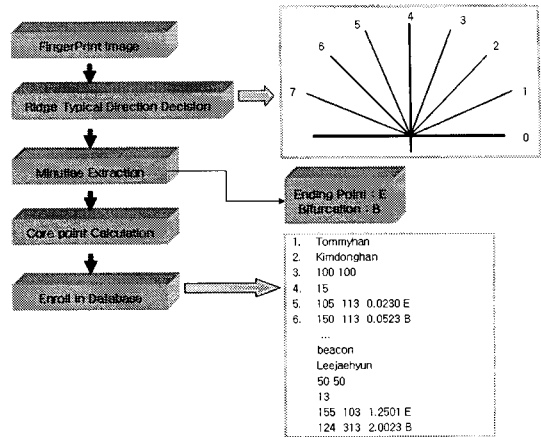 FingerPrint Image
Ridge Typical Direction Decision
Minutiae Extraction
Core point Calculation
Enroll in Database
4
5
3
6
2
7
1
0
Ending Point : E
Bifurcation : B
1. Tommyhan
2. Kimdonghan
3. 100 100
4. 15
5. 105 113 0.0230 E
6. 150 113 0.0523 B
...
beacon
Leejaehyun
50 50
13
155 103 1.2501 E
124 313 2.0023 B